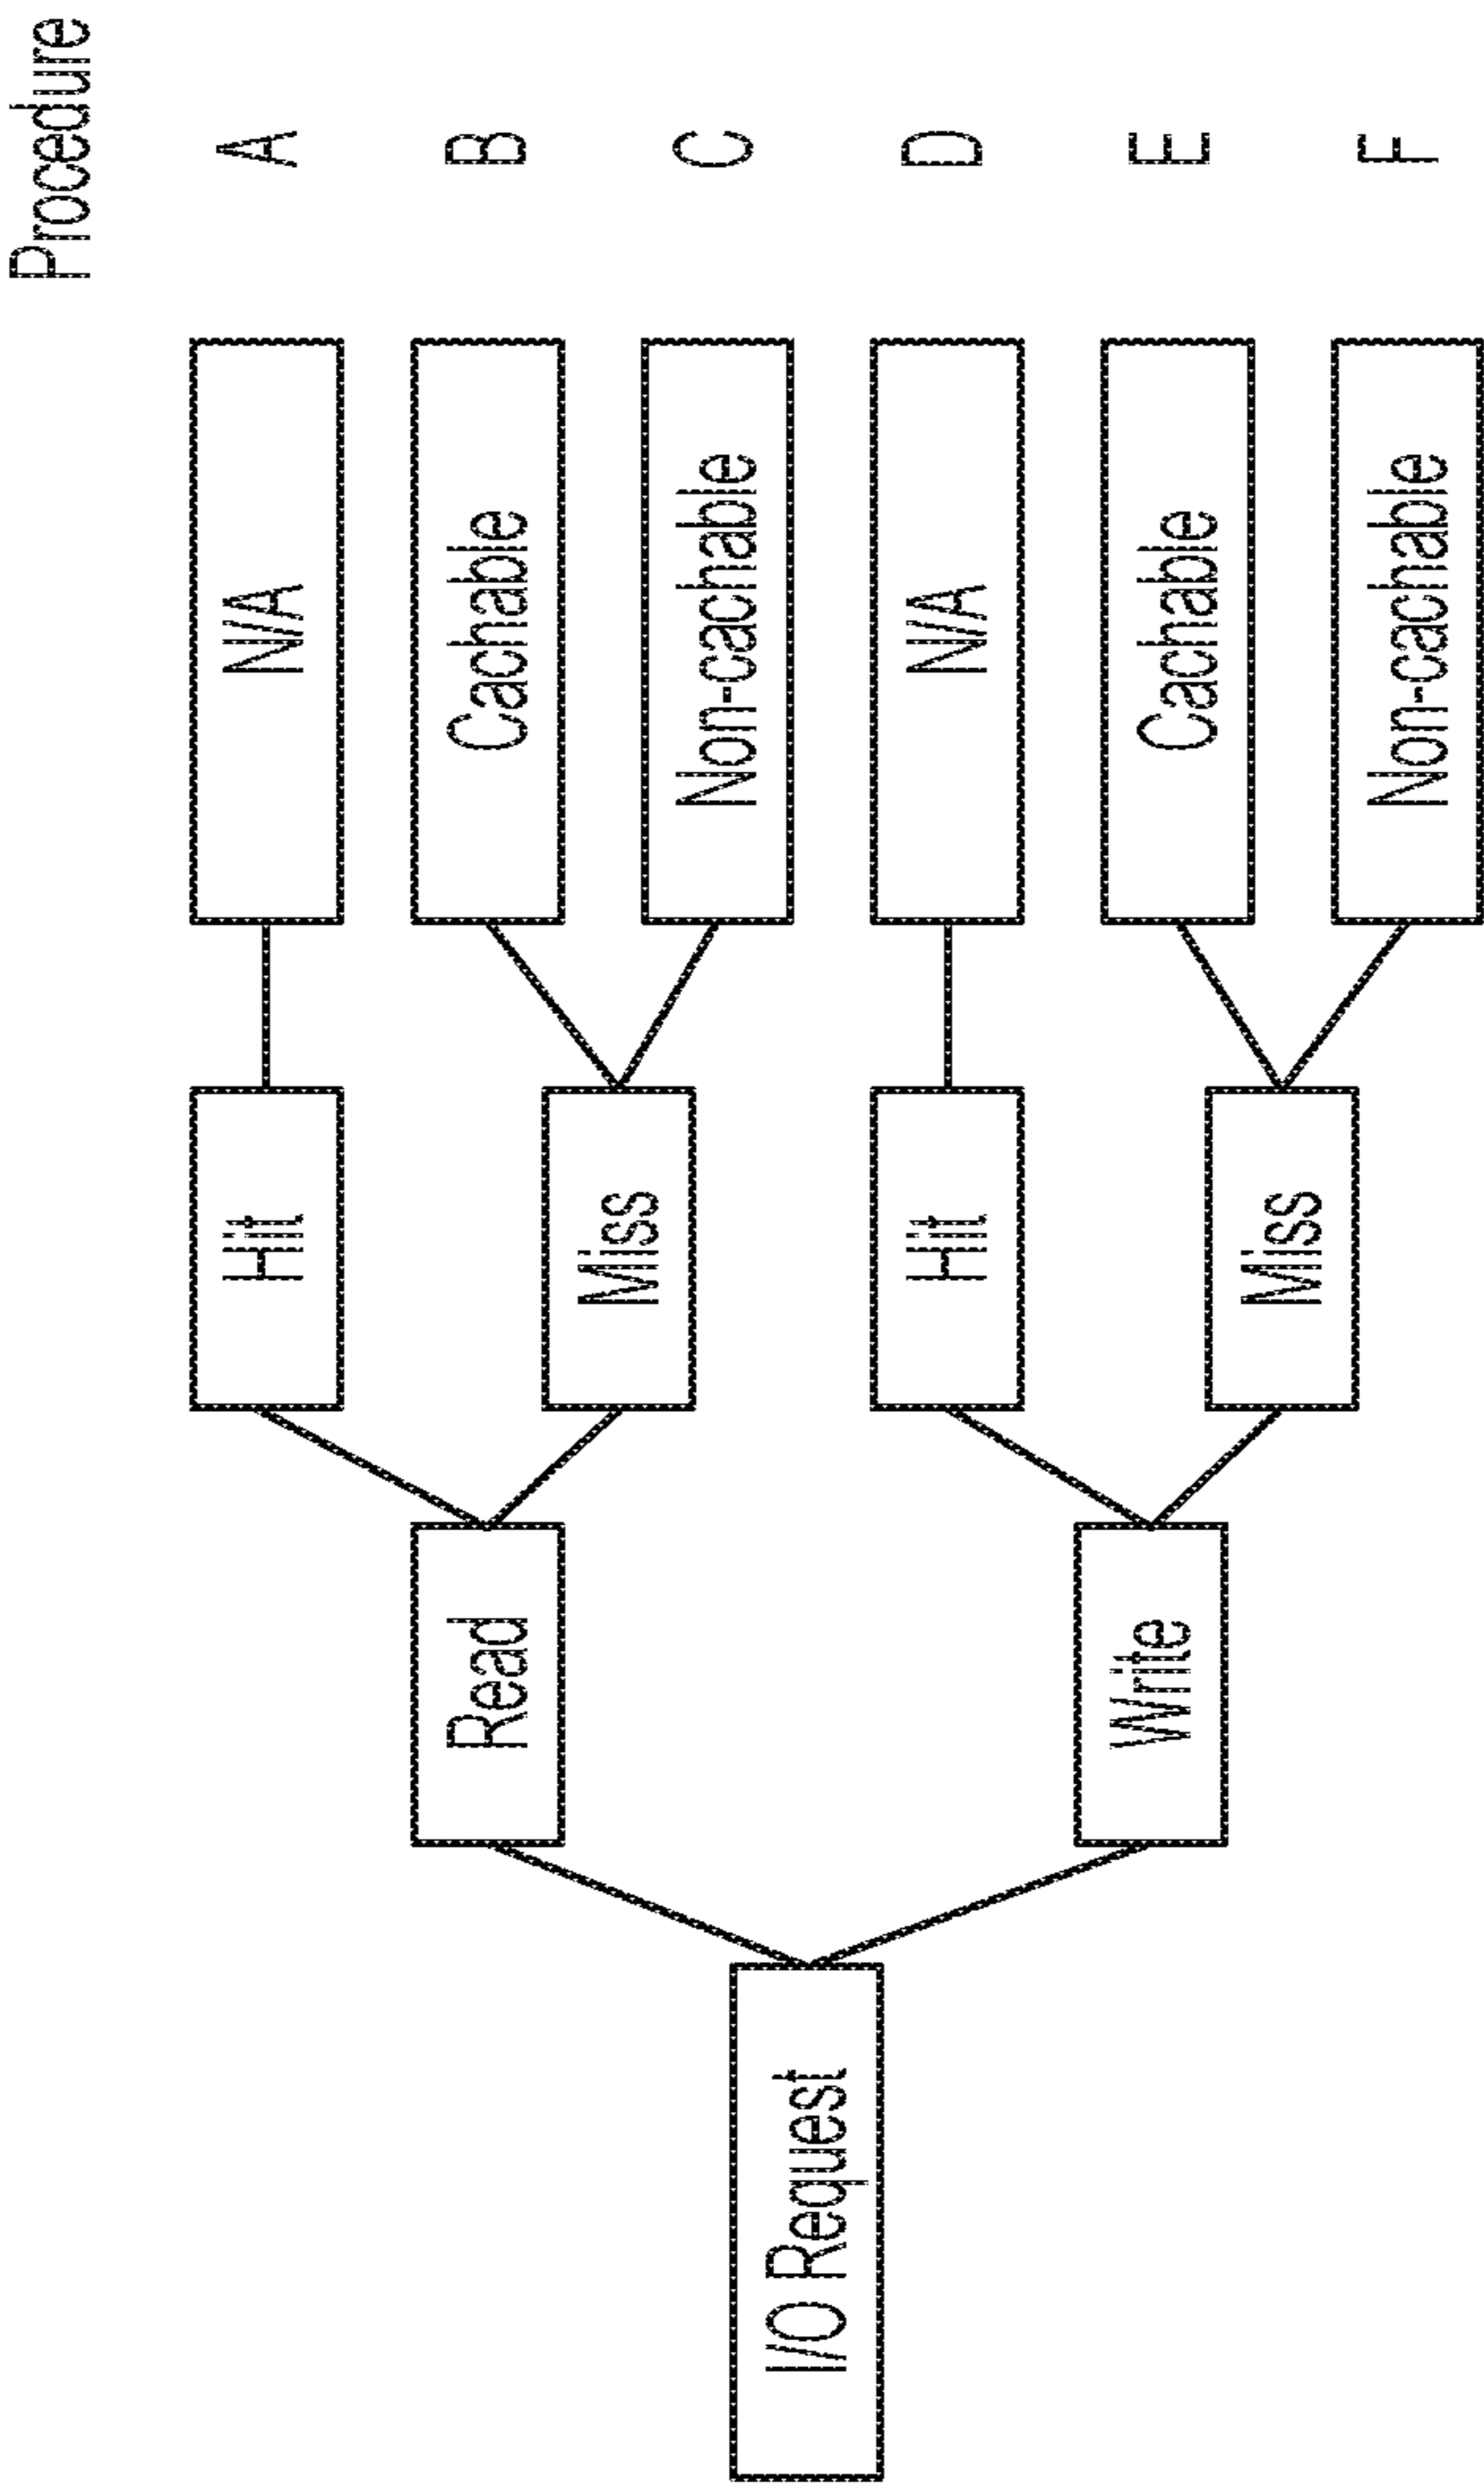 Procedure
I/O Request
Read
Hit
N/A
A
Miss
Cachable
B
Non-cachable
C
Write
Hit
N/A
D
Miss
Cachable
E
Non-cachable
F